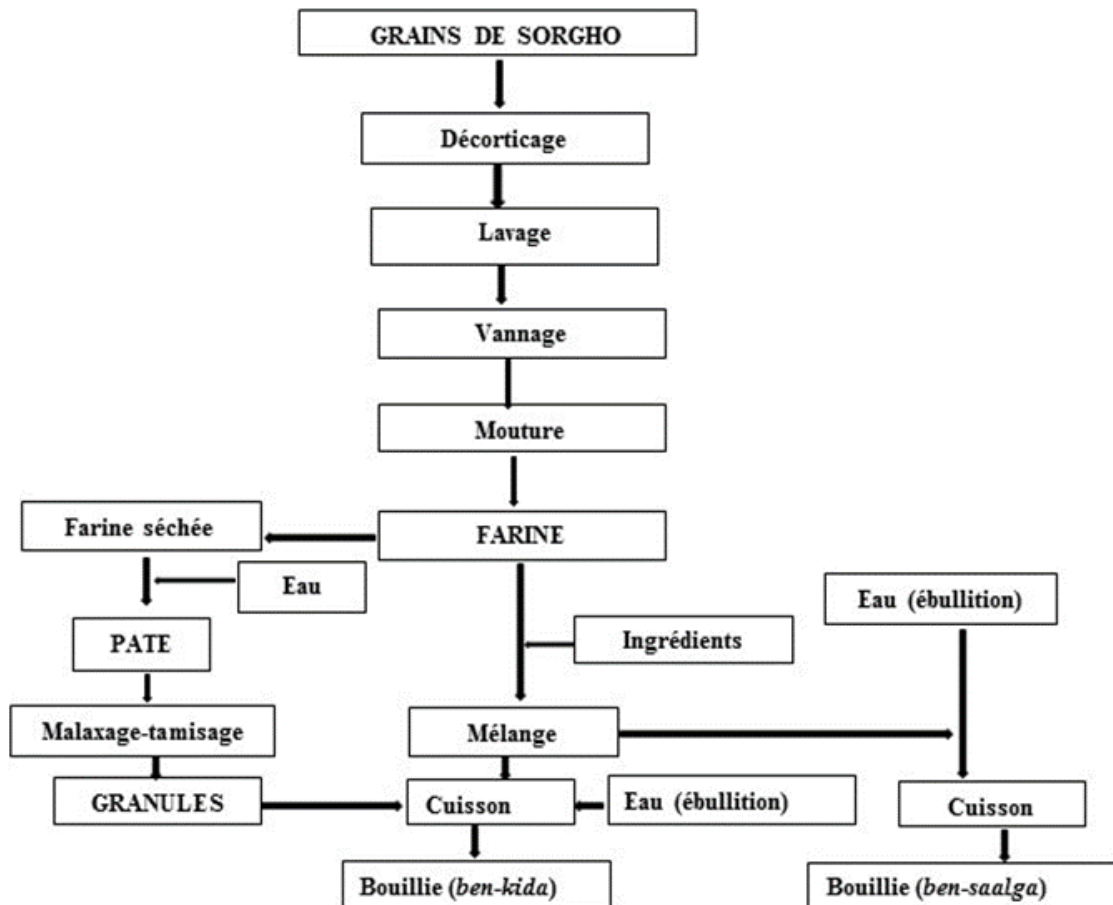 GRAINS DE SORGHO
Décorticage
Lavage
Vannage
Mouture
Farine séchée
FARINE
Eau
Eau (ébullition)
PATE
Ingrédients
Malaxage-tamisage
Mélange
GRANULES
Cuisson
Eau (ébullition)
Cuisson
Bouillie (ben-kida)
Bouillie (ben-saalga)